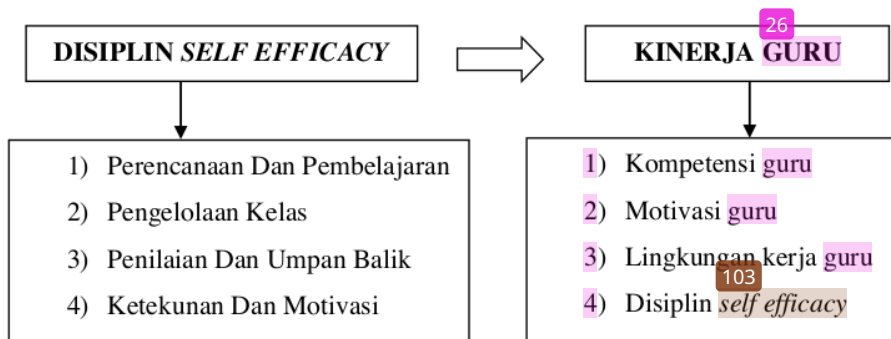 26
DISIPLIN SELF EFFICACY
KINERJA GURU
1) Perencanaan Dan Pembelajaran
2) Pengelolaan Kelas
3) Penilaian Dan Umpan Balik
4) Ketekunan Dan Motivasi
1) Kompetensi guru
2) Motivasi guru
3) Lingkungan kerja guru
103
4) Disiplin self efficacy